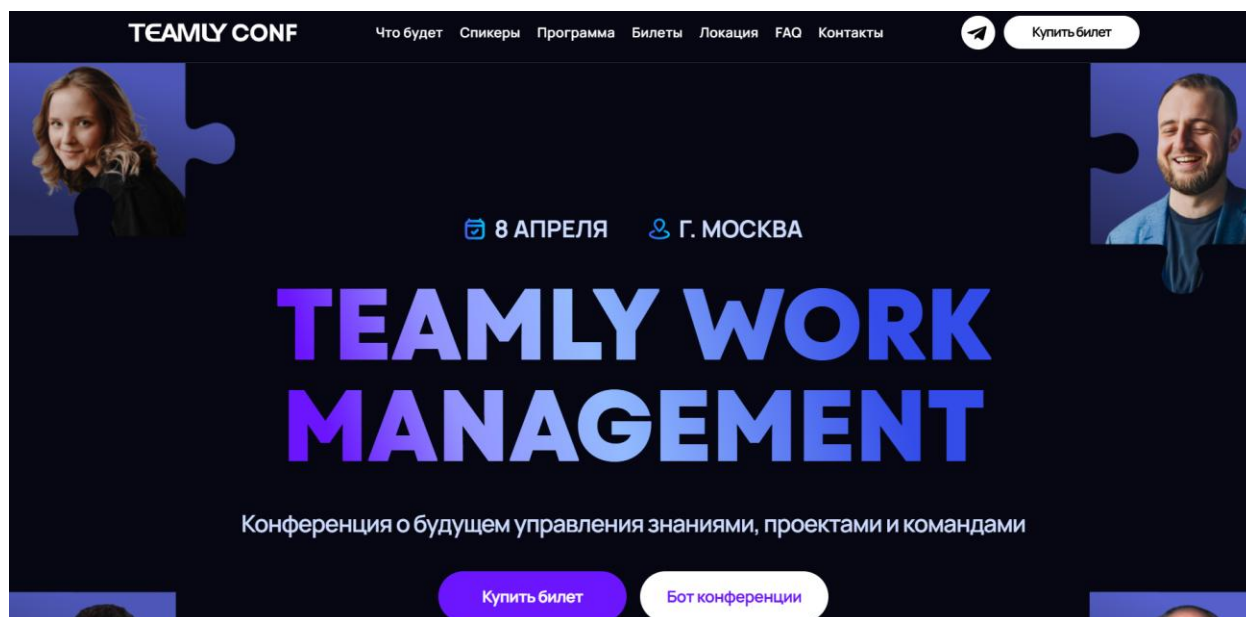 TEAMLY CONF
Что будет Спикеры Программа Билеты Локация FAQ Контакты
Купить билет
8 АПРЕЛЯ Г. МОСКВА
TEAMLY WORK
MANAGEMENT
Конференция о будущем управления знаниями, проектами и командами
Купить билет
Бот конференции